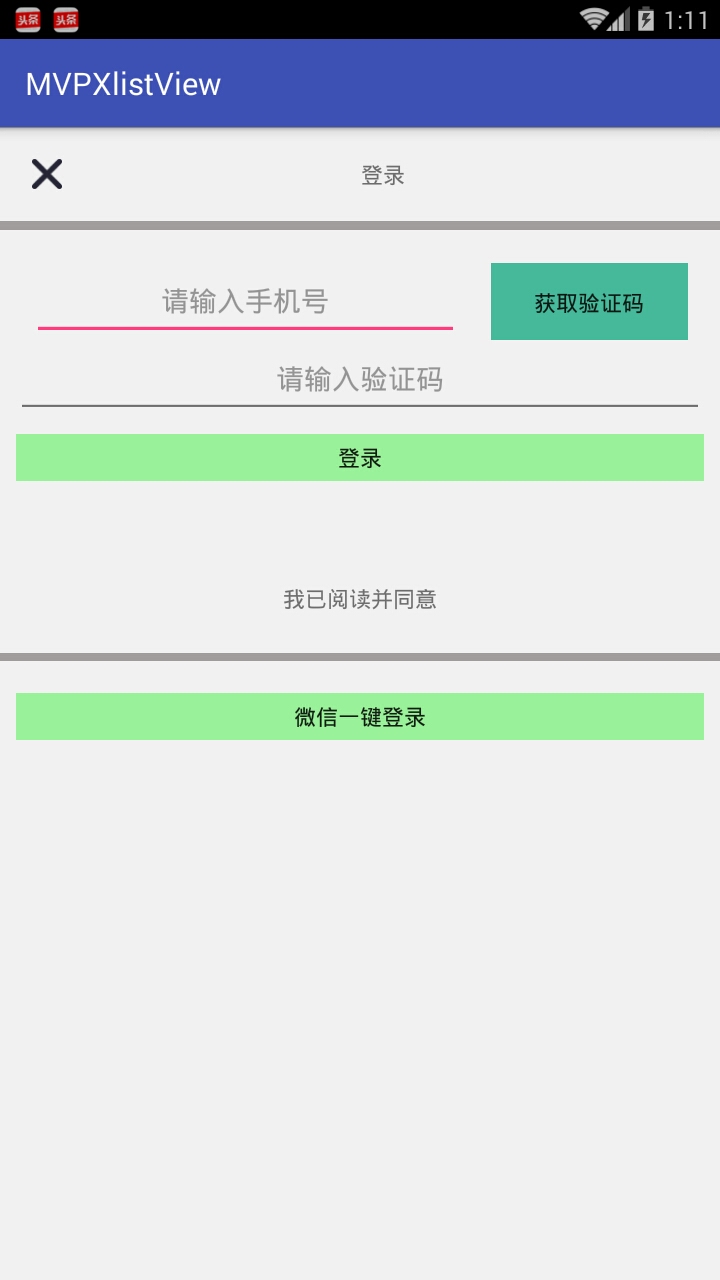 头条 头条 1:11
MVPXlistView
登录
请输入手机号 获取验证码
请输入验证码
登录
我已阅读并同意
微信一键登录